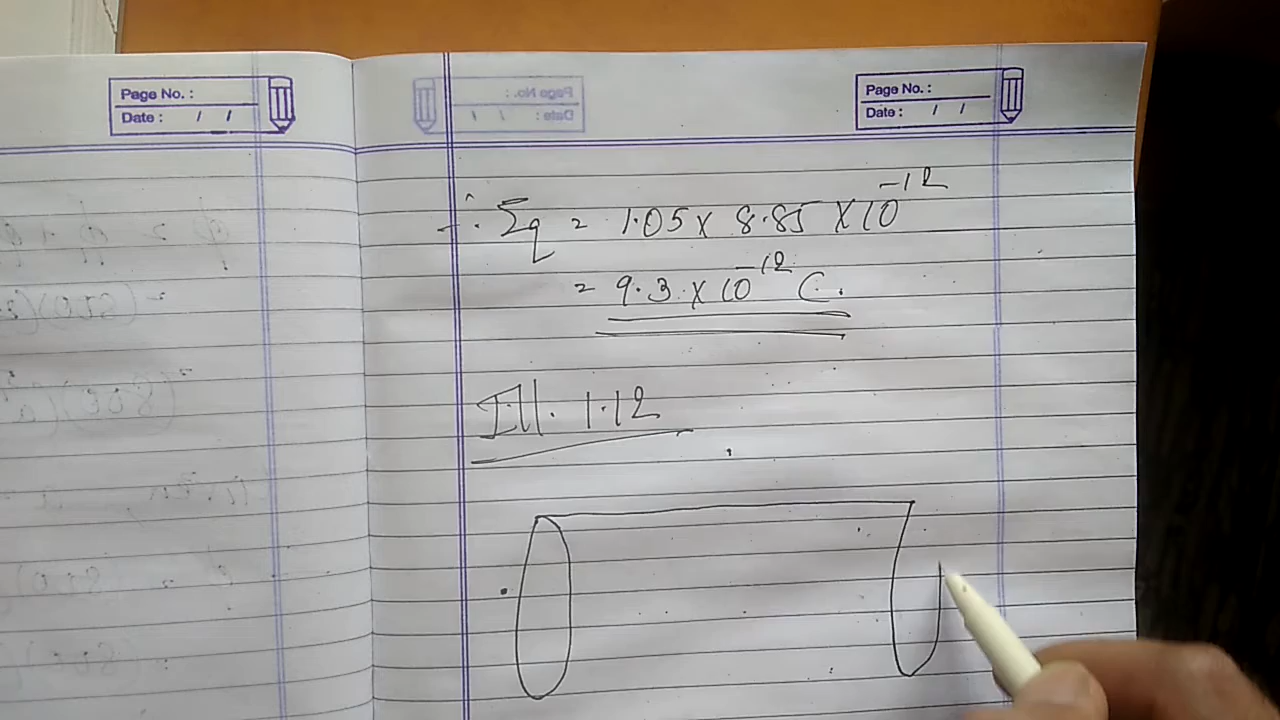 Page No. :
Date : / /
Page No. :
Date : / /
∴ Σq = 1.05 × 8.85 × 10^-12
= 9.3 × 10^-12 C.
Ill. 1.12